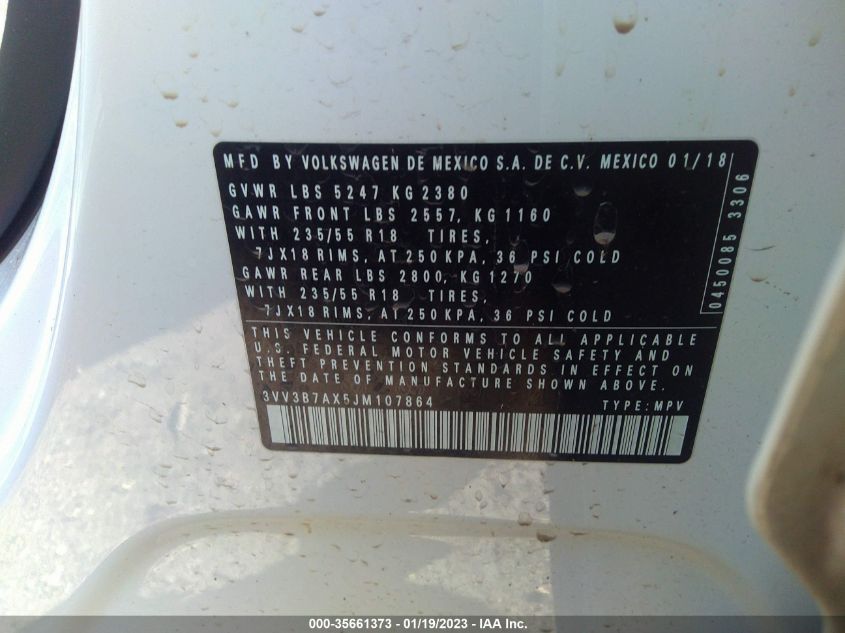 MFD BY VOLKSWAGEN DE MEXICO S.A. DE C.V. MEXICO 01/18
GVWR LBS 5247 KG 2380
GAWR FRONT LBS 2557, KG 1160
WITH 235/55 R18 TIRES,
7JX18 RIMS, AT 250 KPA, 36 PSI COLD
GAWR REAR LBS 2800, KG 1270
WITH 235/55 R18 TIRES,
7JX18 RIMS, AT 250 KPA, 36 PSI COLD
0450085 3306
THIS VEHICLE CONFORMS TO ALL APPLICABLE
U.S. FEDERAL MOTOR VEHICLE SAFETY AND
THEFT PREVENTION STANDARDS IN EFFECT ON
THE DATE OF MANUFACTURE SHOWN ABOVE.
3VV3B7AX5JM107864 TYPE: MPV
000-35661373 - 01/19/2023 - IAA Inc.